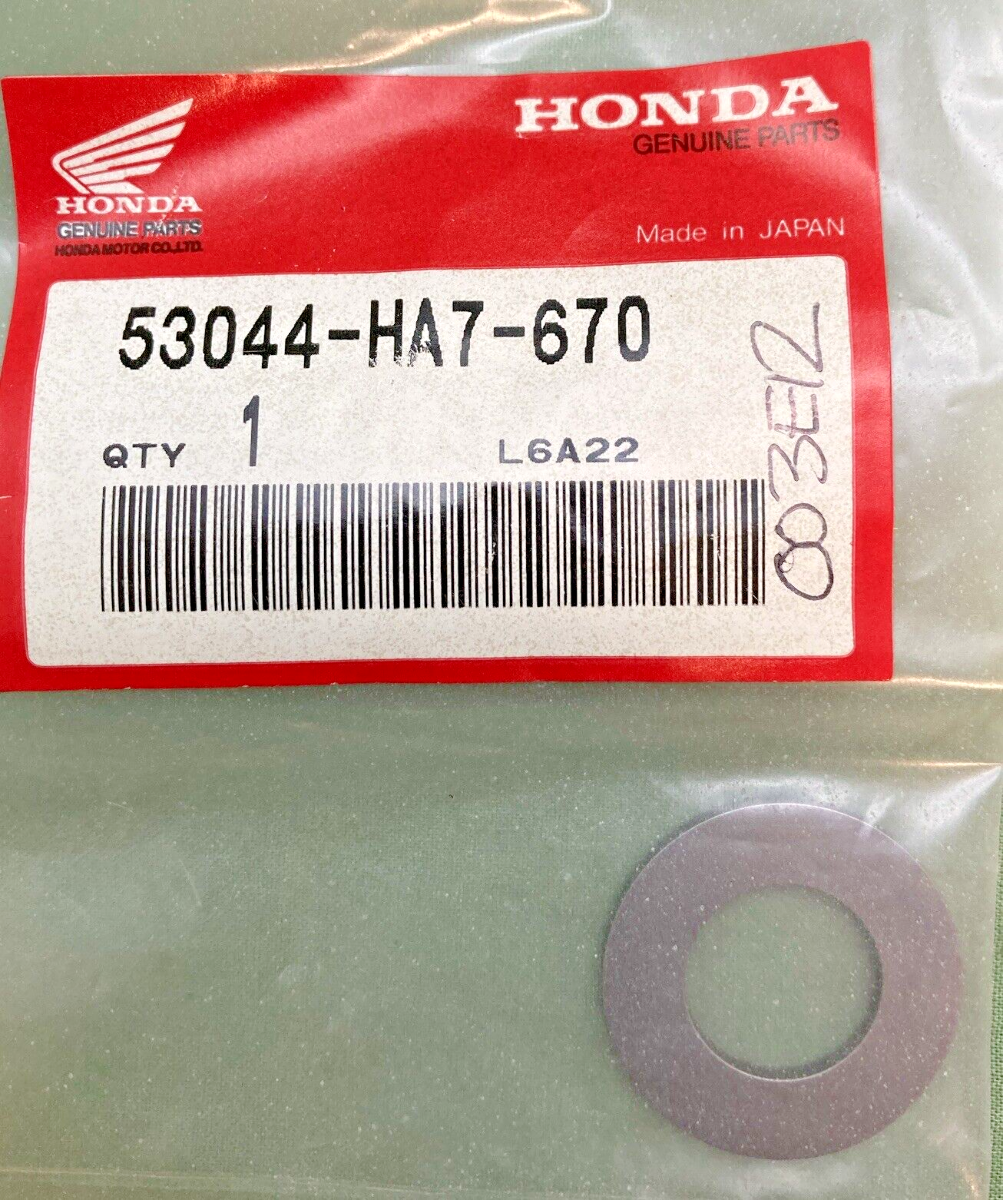 HONDA
GENUINE PARTS
HONDA MOTOR CO.,LTD.
HONDA
GENUINE PARTS
Made in JAPAN
53044-HA7-670
QTY 1 L6A22
003E12